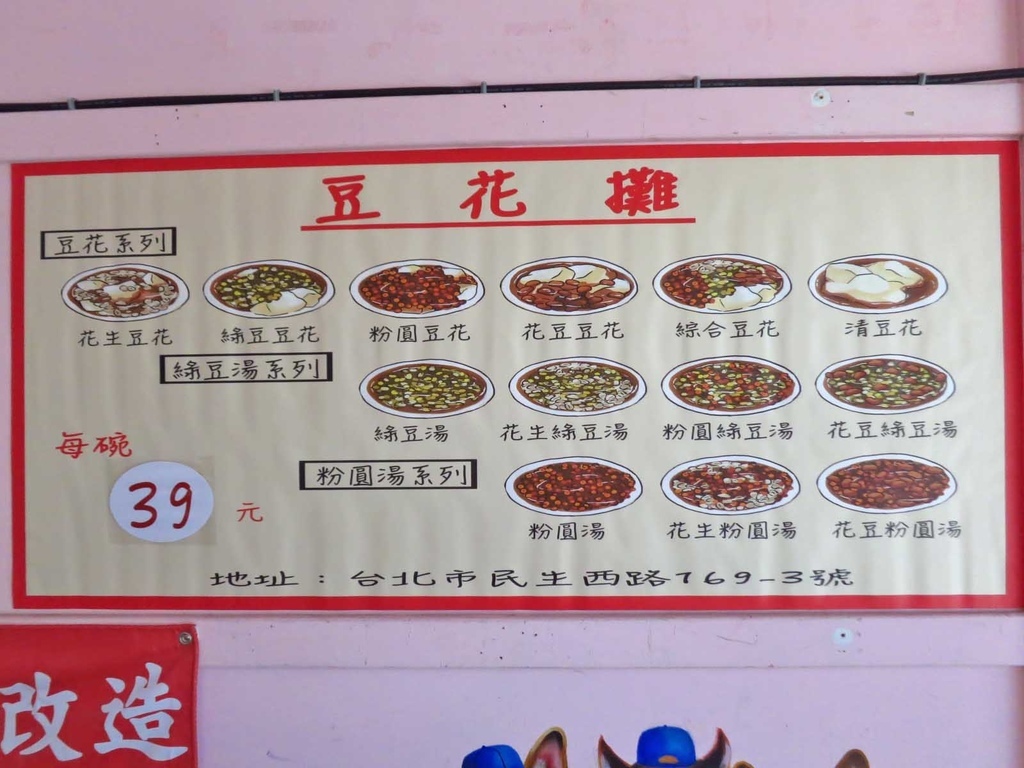 豆花攤
豆花系列
花生豆花 綠豆豆花 粉圓豆花 花豆豆花 綜合豆花 清豆花
綠豆湯系列
綠豆湯 花生綠豆湯 粉圓綠豆湯 花豆綠豆湯
每碗
39元
粉圓湯系列
粉圓湯 花生粉圓湯 花豆粉圓湯
地址：台北市民生西路769-3號
改造